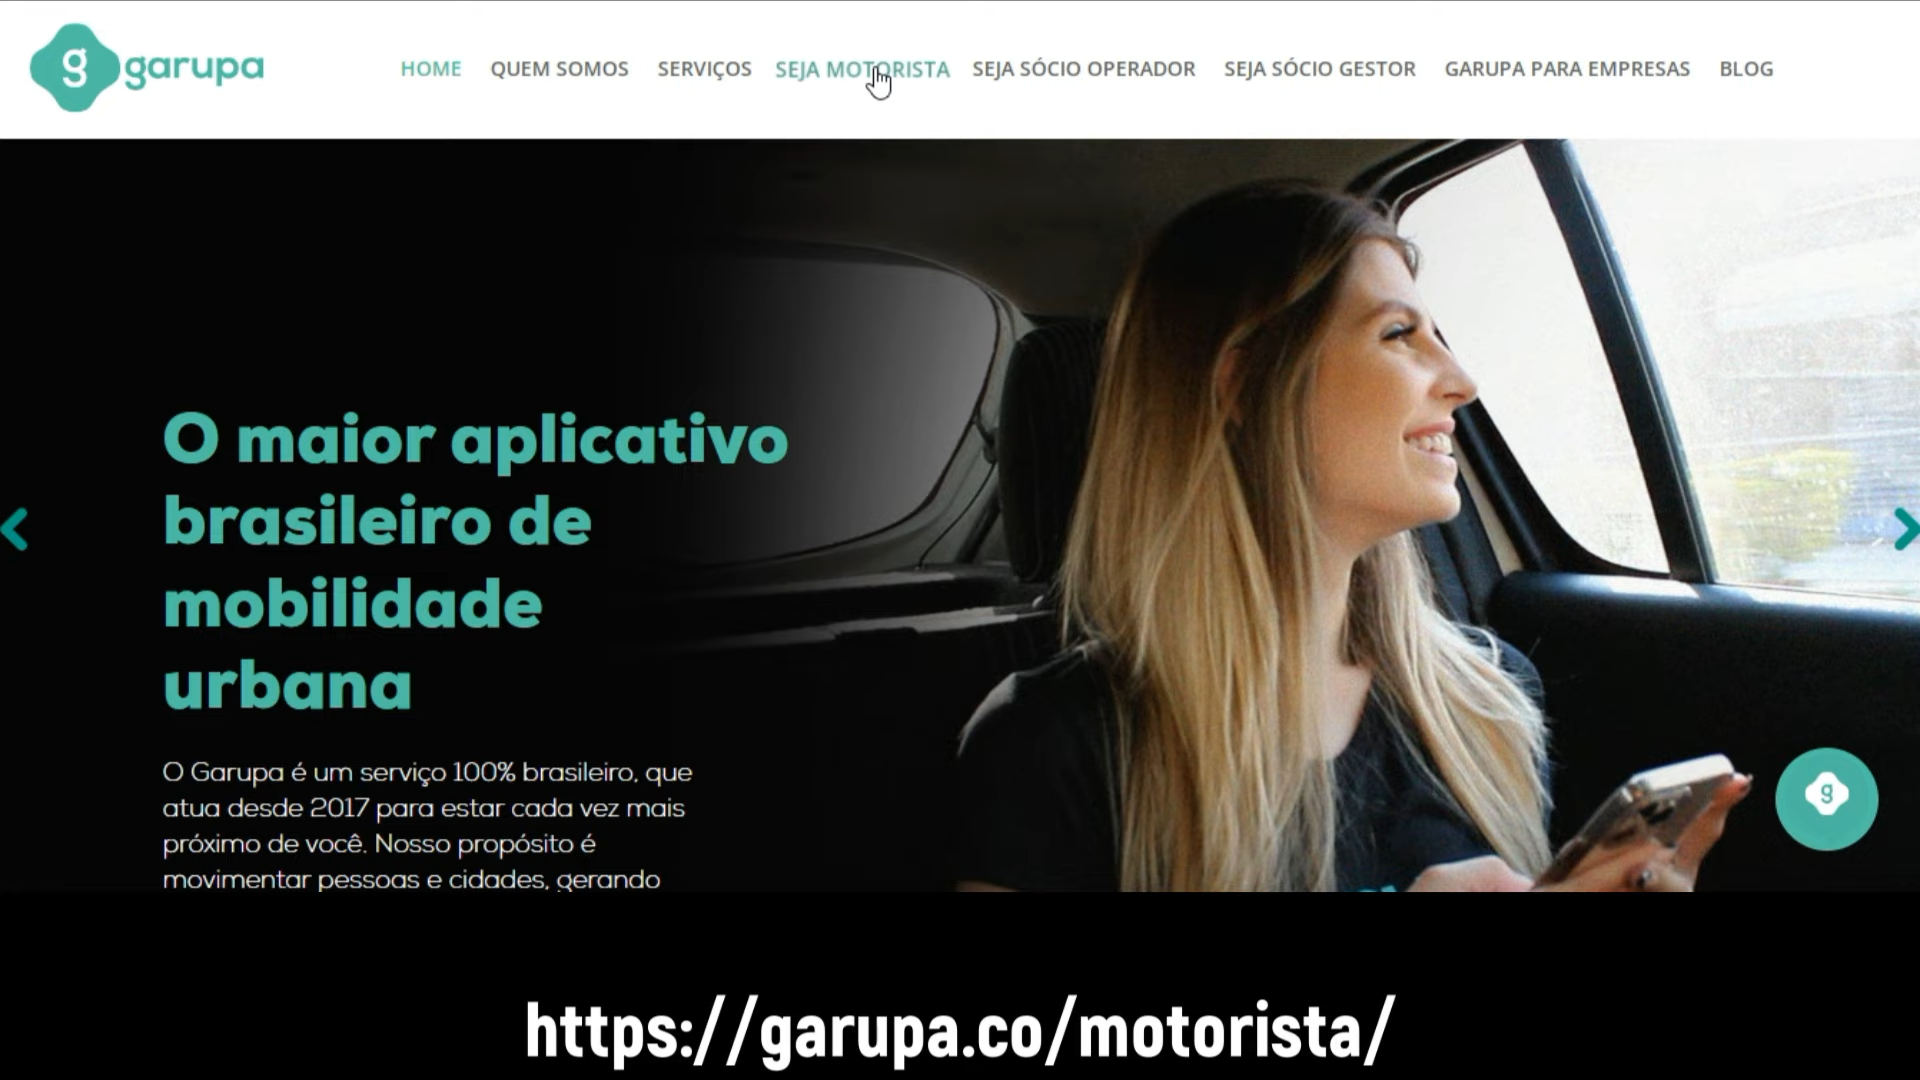 g garupa
HOME QUEM SOMOS SERVIÇOS SEJA MOTORISTA SEJA SÓCIO OPERADOR SEJA SÓCIO GESTOR GARUPA PARA EMPRESAS BLOG
O maior aplicativo
brasileiro de
mobilidade
urbana
O Garupa é um serviço 100% brasileiro, que
atua desde 2017 para estar cada vez mais
próximo de você. Nosso propósito é
movimentar pessoas e cidades, gerando
g
https://garupa.co/motorista/